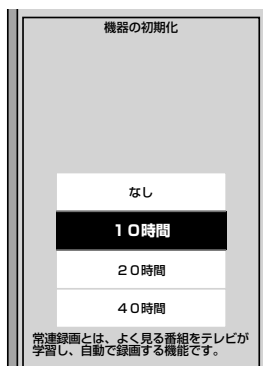 機器の初期化
なし
10時間
20時間
40時間
常連録画とは、よく見る番組をテレビが
学習し、自動で録画する機能です。